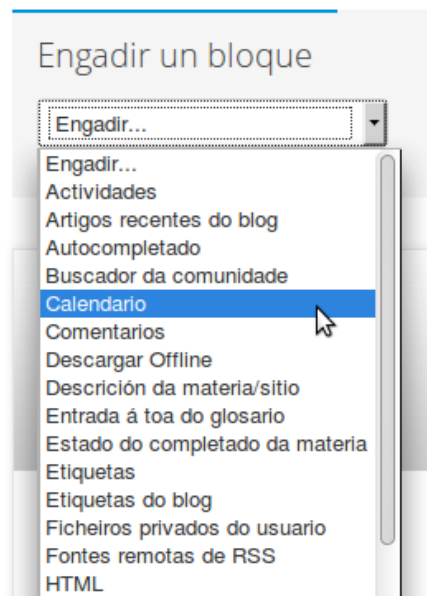 Engadir un bloque
Engadir...
Engadir...
Actividades
Artigos recentes do blog
Autocompletado
Buscador da comunidade
Calendario
Comentarios
Descargar Offline
Descrición da materia/sitio
Entrada á toa do glosario
Estado do completado da materia
Etiquetas
Etiquetas do blog
Ficheiros privados do usuario
Fontes remotas de RSS
HTML